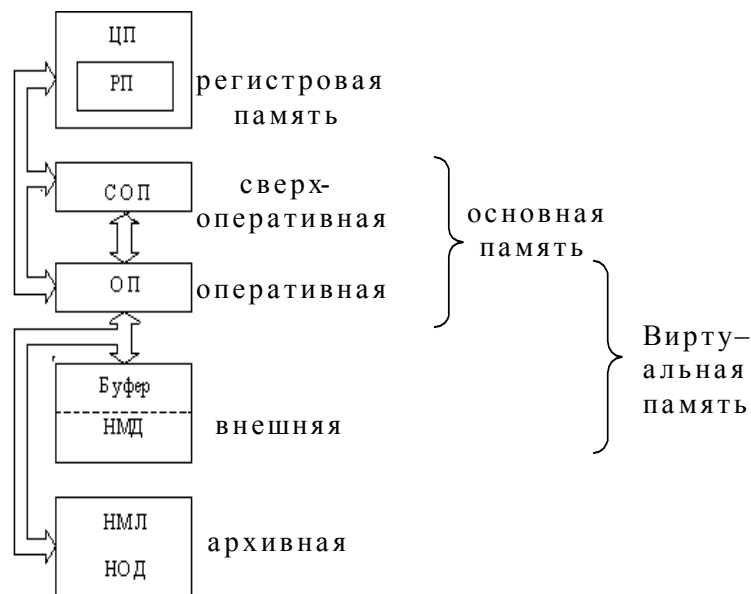 ЦП
РП
регистровая
память
СОП
сверх-
оперативная
основная
память
ОП
оперативная
Вирту–
альная
память
Буфер
НМД
внешняя
НМЛ
НОД
архивная